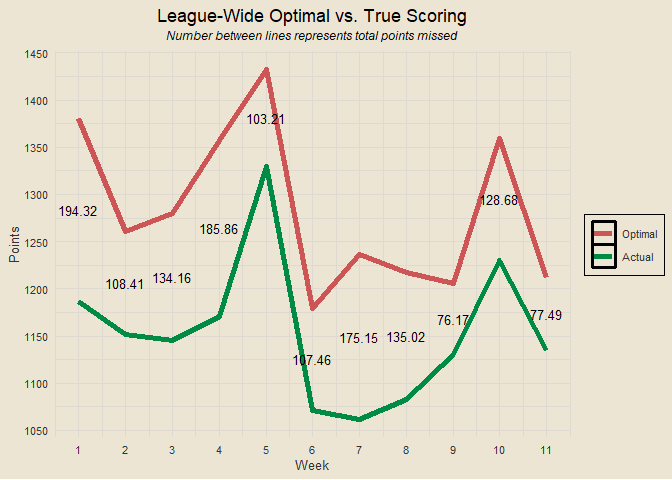 League-Wide Optimal vs. True Scoring
Number between lines represents total points missed
Points
1450
1400
1350
1300
1250
1200
1150
1100
1050
194.32
108.41
134.16
185.86
103.21
107.46
175.15
135.02
76.17
128.68
77.49
1 2 3 4 5 6 7 8 9 10 11
Week
Optimal
Actual